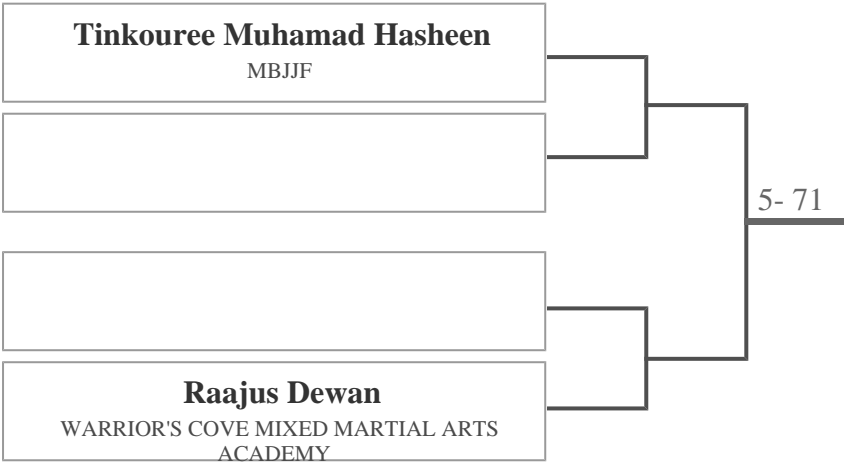 Tinkouree Muhamad Hasheen
MBJJF
5- 71
Raajus Dewan
WARRIOR'S COVE MIXED MARTIAL ARTS
ACADEMY